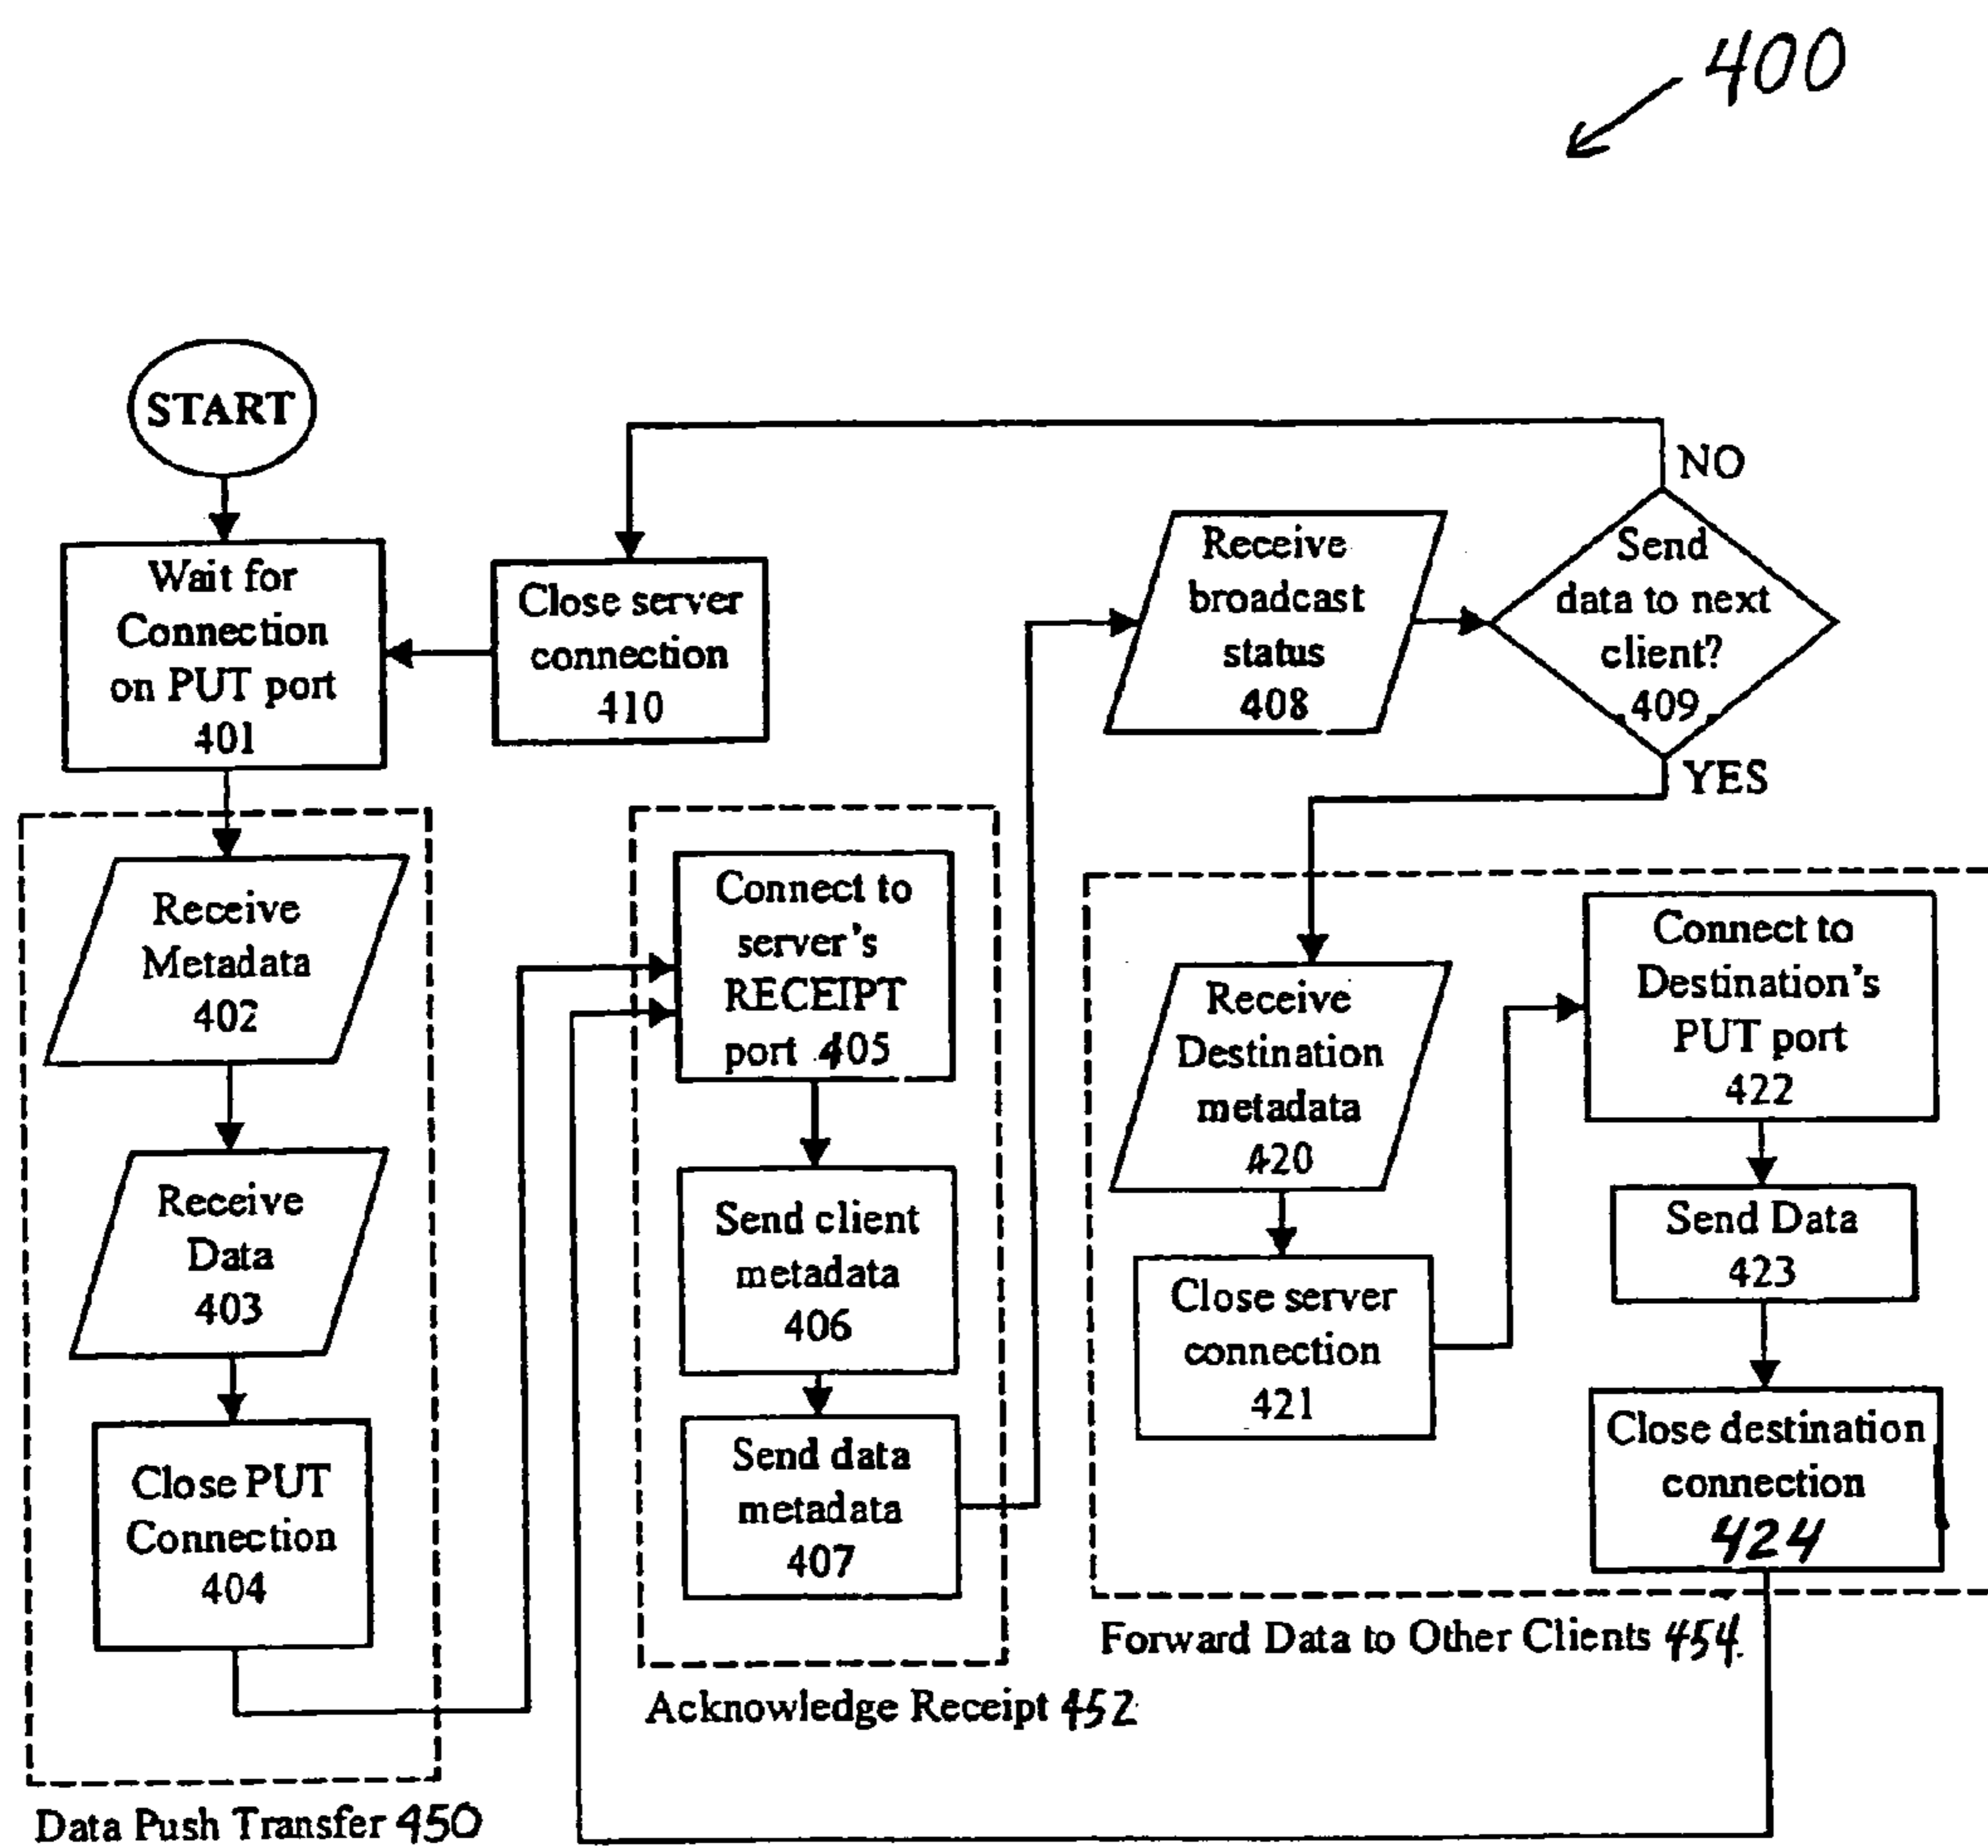 400
START
Wait for
Connection
on PUT port
401
Close server
connection
410
Receive
broadcast
status
408
Send
data to next
client?
409
NO
YES
Receive
Metadata
402
Receive
Data
403
Close PUT
Connection
404
Data Push Transfer 450
Connect to
server's
RECEIPT
port 405
Send client
metadata
406
Send data
metadata
407
Acknowledge Receipt 452
Receive
Destination
metadata
420
Close server
connection
421
Connect to
Destination's
PUT port
422
Send Data
423
Close destination
connection
424
Forward Data to Other Clients 454